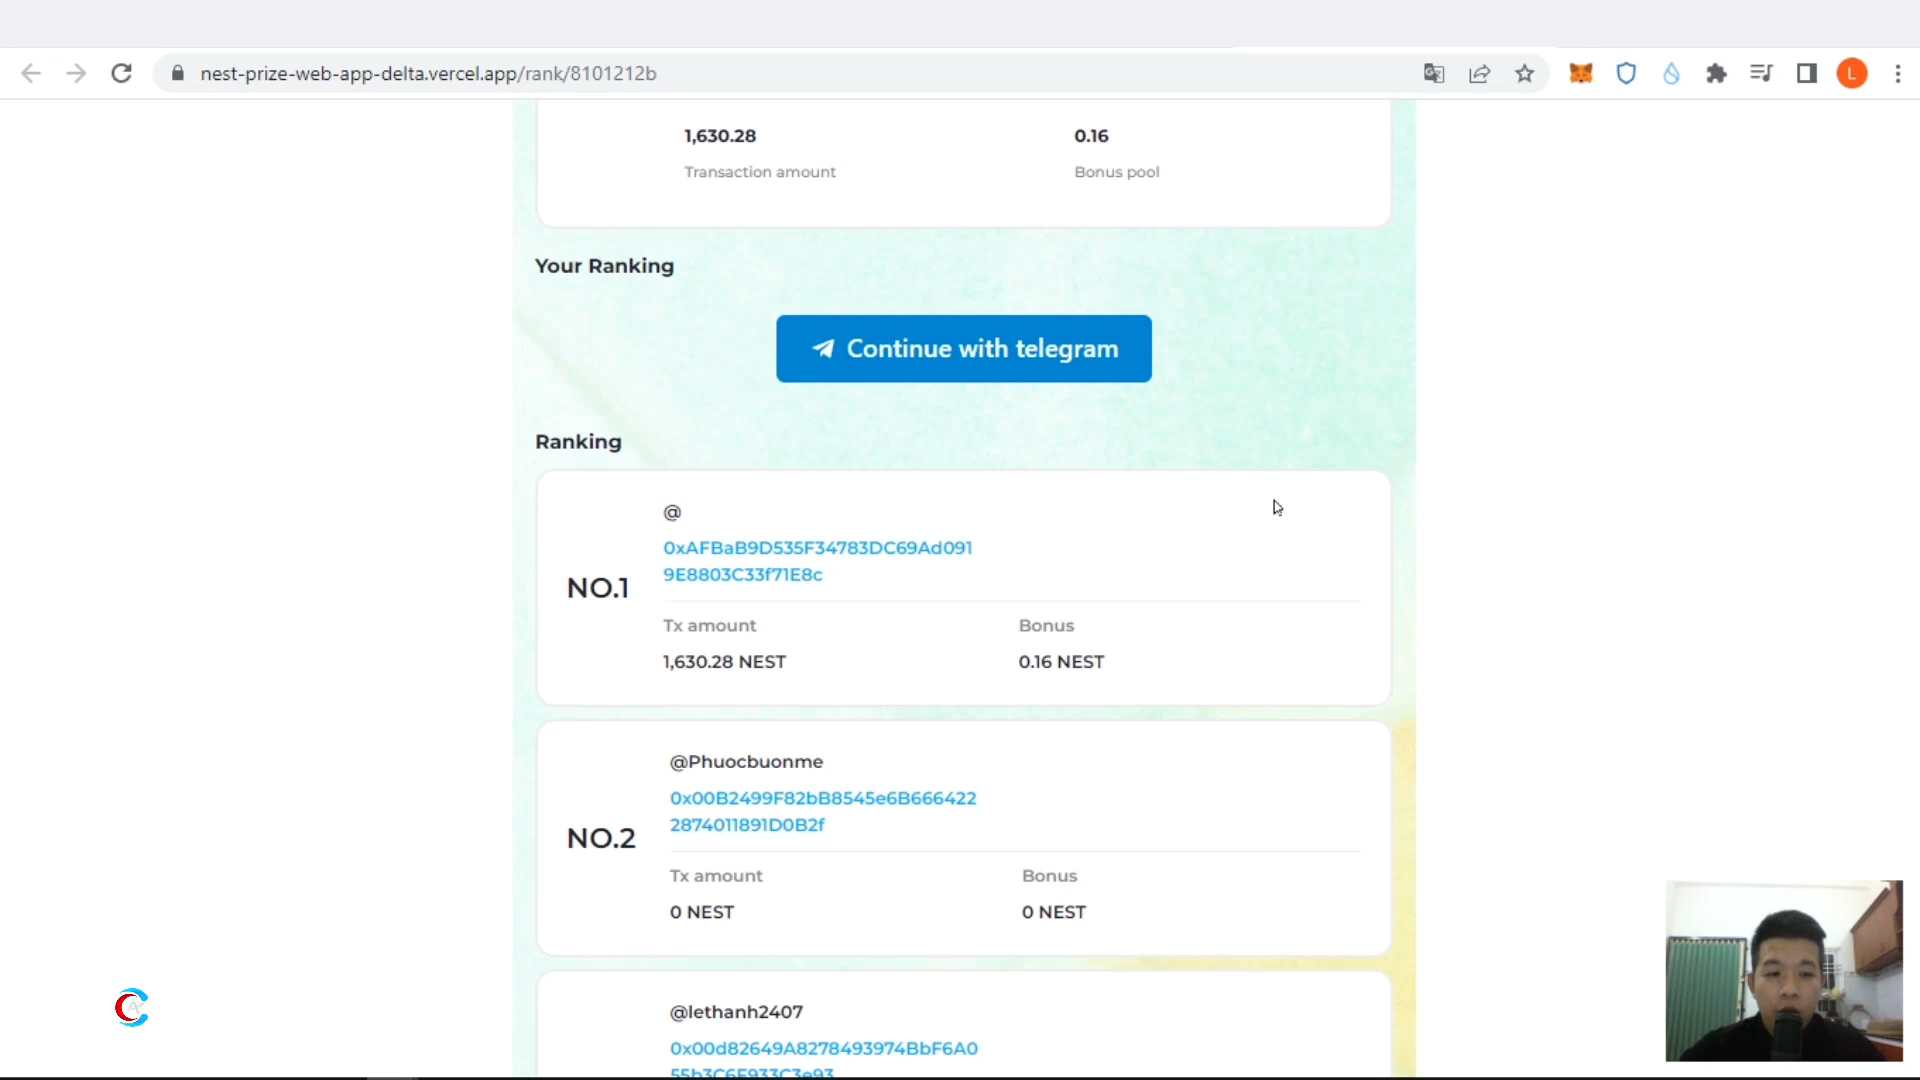 nest-prize-web-app-delta.vercel.app/rank/8101212b
L
1,630.28
0.16
Transaction amount
Bonus pool
Your Ranking
Continue with telegram
Ranking
@
0xAFBaB9D535F34783DC69Ad091
9E8803C33f71E8c
NO.1
Tx amount
Bonus
1,630.28 NEST
0.16 NEST
@Phuocbuonme
0x00B2499F82bB8545e6B666422
2874011891D0B2f
NO.2
Tx amount
Bonus
0 NEST
0 NEST
@lethanh2407
0x00d82649A8278493974BbF6A0
55b3C6F933C3e93